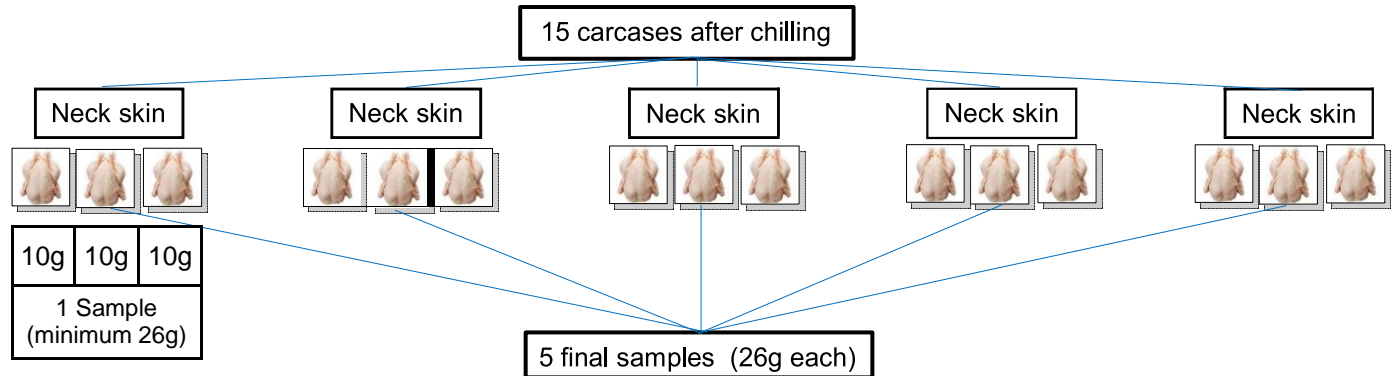 15 carcases after chilling
Neck skin
Neck skin
Neck skin
Neck skin
Neck skin
10g
10g
10g
1 Sample
(minimum 26g)
5 final samples (26g each)